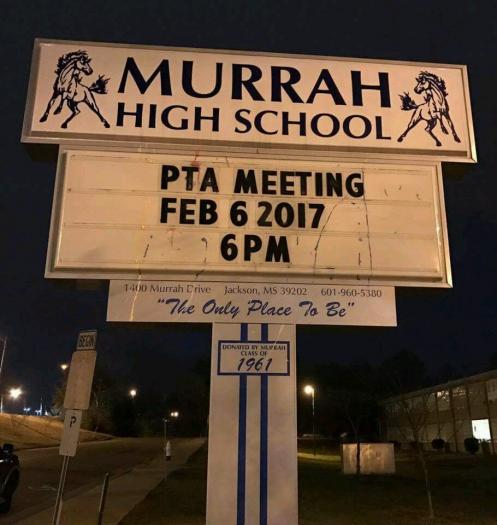 MURRAH
HIGH SCHOOL
PTA MEETING
FEB 6 2017
6PM
1400 Murrah Drive Jackson, MS 39202 601-960-5380
"The Only Place To Be"
DONATED BY MURRAH
CLASS OF
1961
BEGIN
P